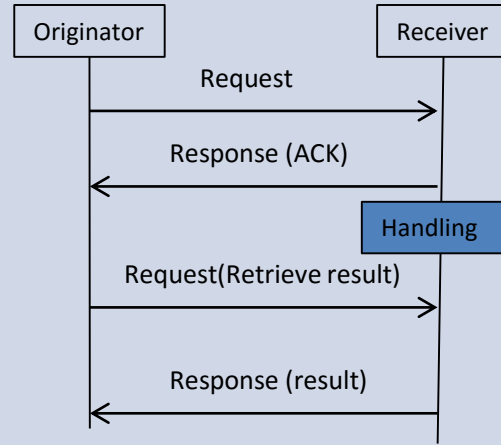 Originator
Receiver
Request
Response (ACK)
Handling
Request(Retrieve result)
Response (result)